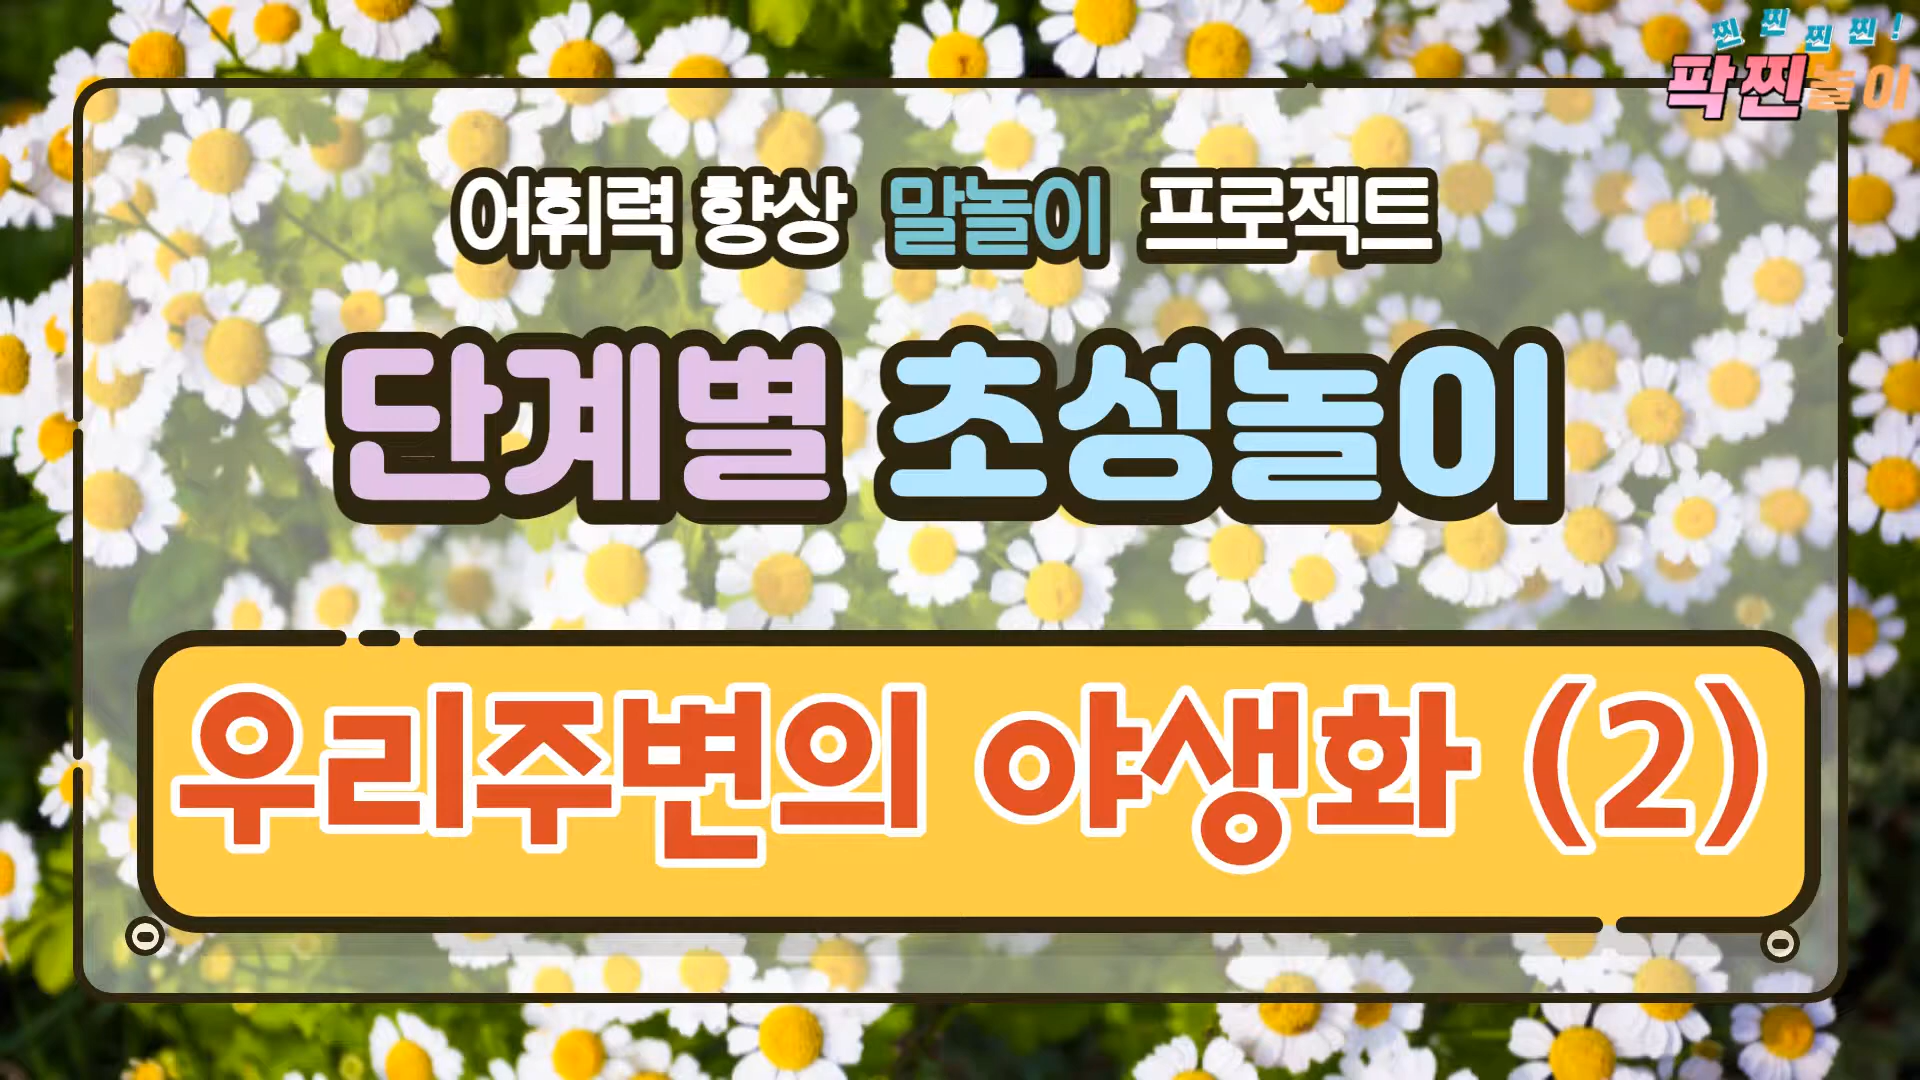 찐 찐 찐 찐 !
팍찐놀이
어휘력 향상 말놀이 프로젝트
단계별 초성놀이
우리주변의 야생화 (2)